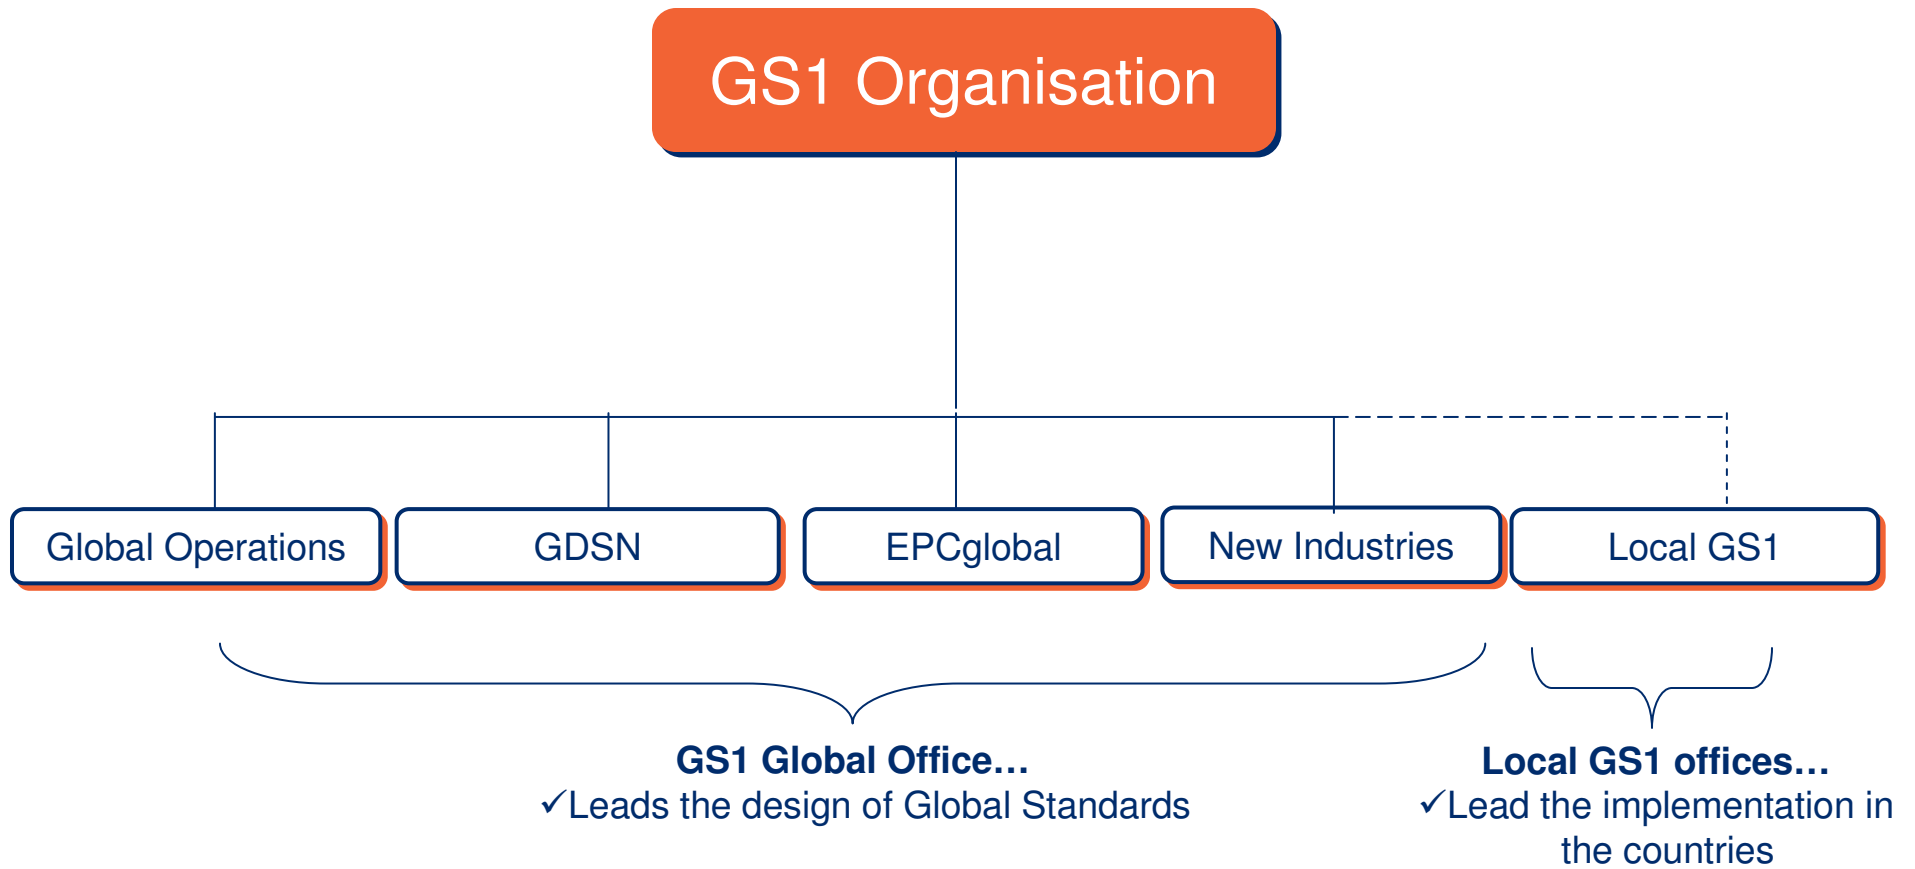 GS1 Organisation
Global Operations
GDSN
EPCglobal
New Industries
Local GS1
GS1 Global Office…
✓Leads the design of Global Standards
Local GS1 offices…
✓Lead the implementation in
the countries